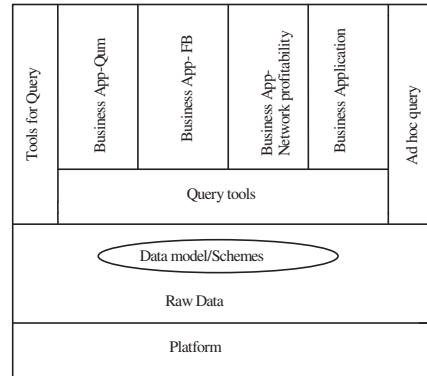 Tools for Query
Business App-Qum
Business App- FB
Business App-
Network profitability
Business Application
Ad hoc query
Query tools
Data model/Schemes
Raw Data
Platform